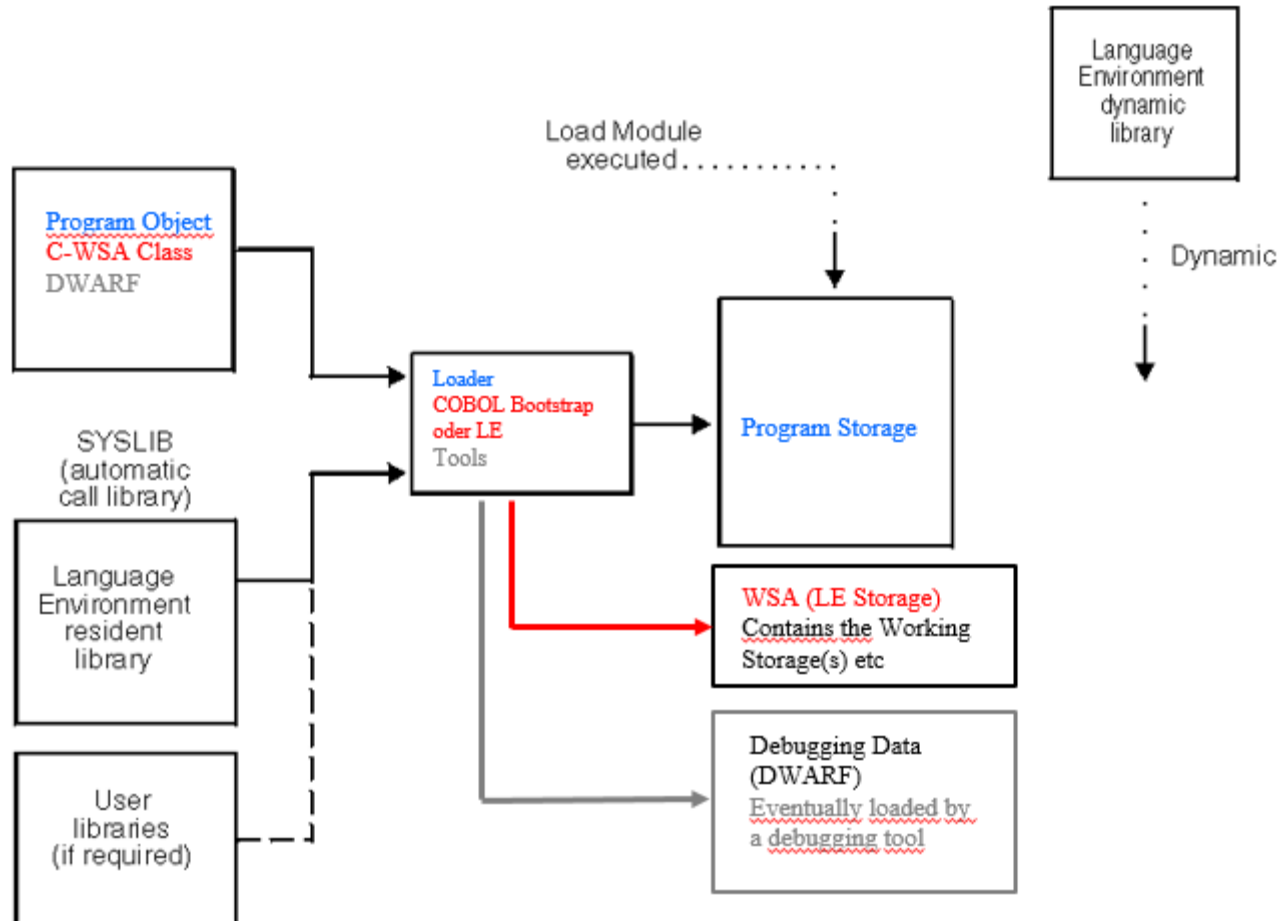 Language
Environment
dynamic
library
Load Module
executed
Dynamic
Program Object
C-WSA Class
DWARF
Loader
COBOL Bootstrap
oder LE
Tools
Program Storage
SYSLIB
(automatic
call library)
Language
Environment
resident
library
WSA (LE Storage)
Contains the Working
Storage(s) etc
Debugging Data
(DWARF)
Eventually loaded by
a debugging tool
User
libraries
(if required)